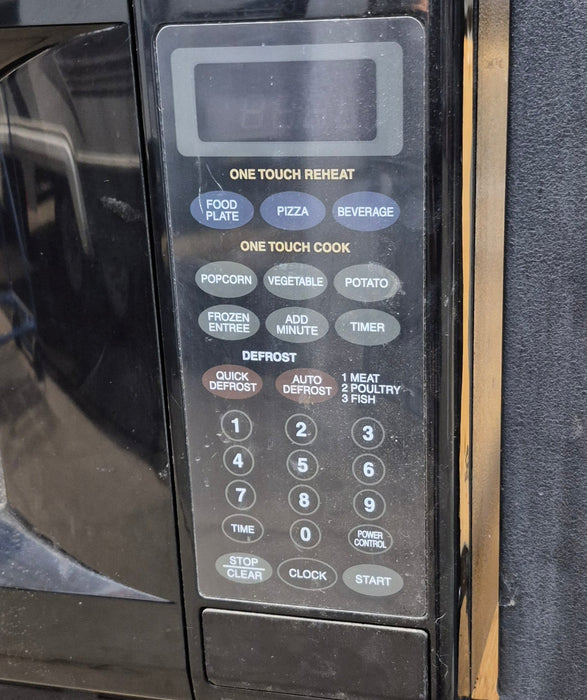 ONE TOUCH REHEAT
FOOD
PLATE
PIZZA
BEVERAGE
ONE TOUCH COOK
POPCORN
VEGETABLE
POTATO
FROZEN
ENTREE
ADD
MINUTE
TIMER
DEFROST
QUICK
DEFROST
AUTO
DEFROST
1 MEAT
2 POULTRY
3 FISH
1
2
3
4
5
6
7
8
9
TIME
0
POWER
CONTROL
STOP
CLEAR
CLOCK
START